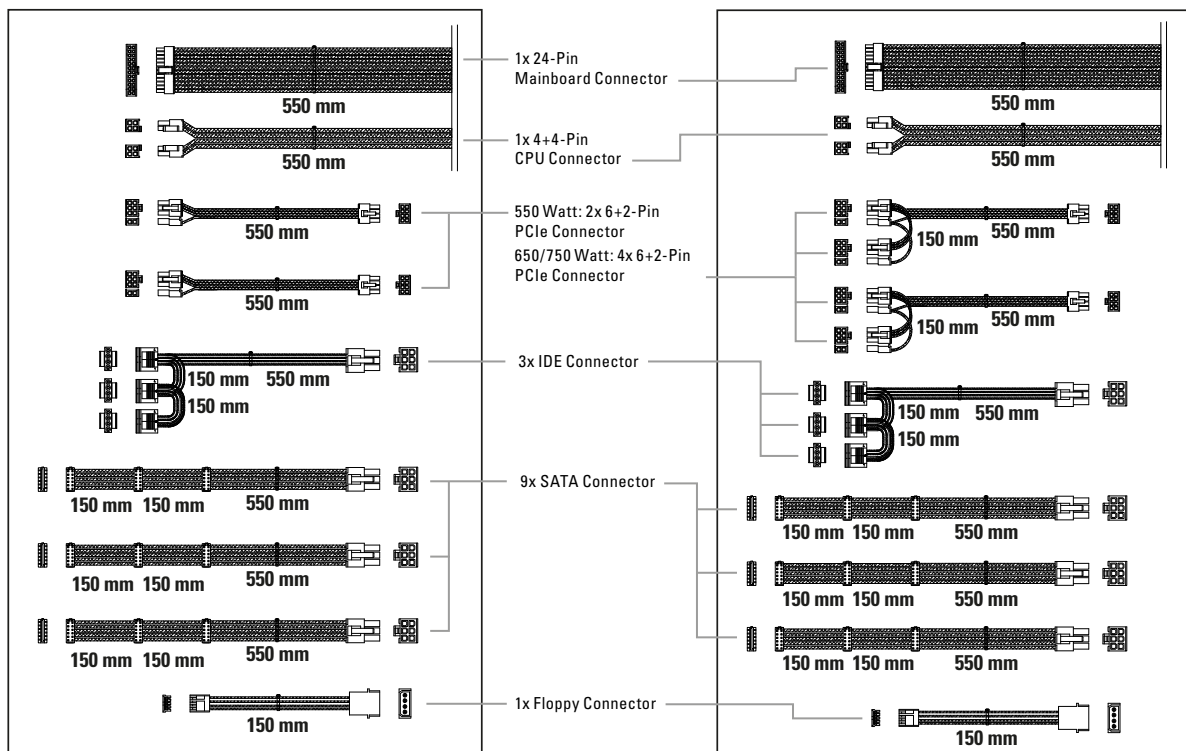 1x 24-Pin
Mainboard Connector
550 mm
550 mm
1x 4+4-Pin
CPU Connector
550 mm
550 mm
550 Watt: 2x 6+2-Pin
PCIe Connector
650/750 Watt: 4x 6+2-Pin
PCIe Connector
550 mm
150 mm
550 mm
550 mm
150 mm
550 mm
3x IDE Connector
150 mm
550 mm
150 mm
150 mm
550 mm
150 mm
9x SATA Connector
150 mm 150 mm 550 mm
150 mm 150 mm 550 mm
150 mm 150 mm 550 mm
150 mm 150 mm 550 mm
150 mm 150 mm 550 mm
150 mm 150 mm 550 mm
1x Floppy Connector
150 mm
150 mm